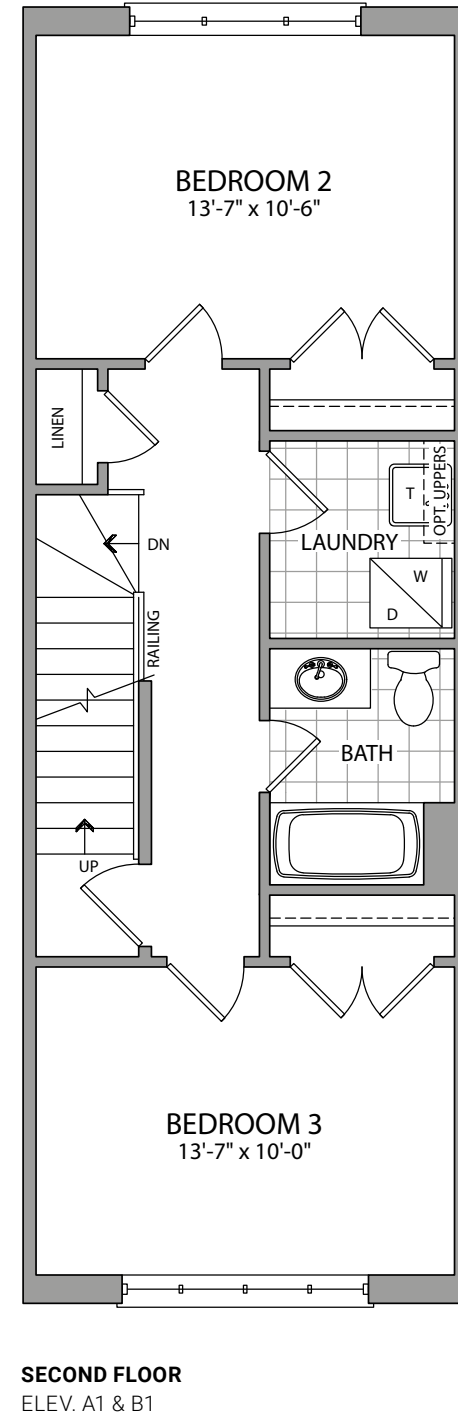 BEDROOM 2
13'-7" x 10'-6"
LINEN
OPT. UPPERS
T
DN
LAUNDRY
W
D
RAILING
BATH
UP
BEDROOM 3
13'-7" x 10'-0"
SECOND FLOOR
ELEV. A1 & B1